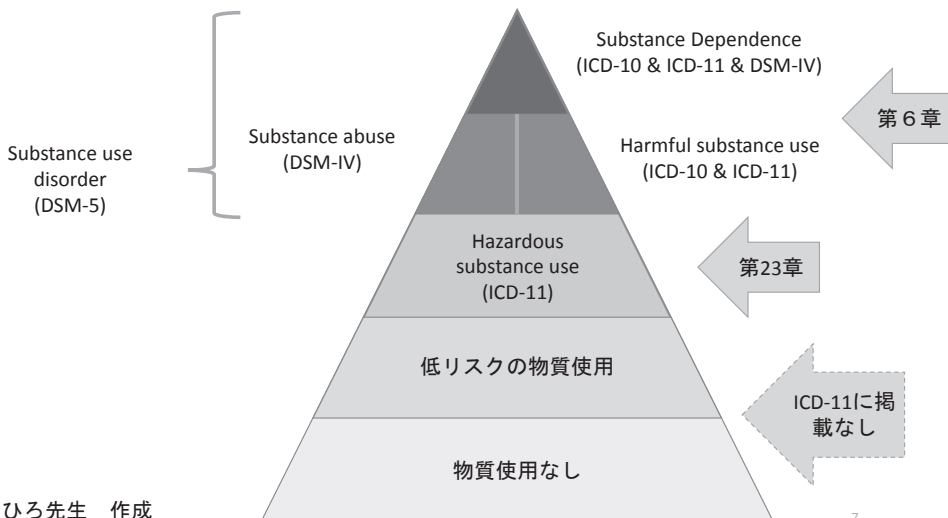 Substance Dependence
(ICD-10 & ICD-11 & DSM-IV)
第６章
Substance abuse
(DSM-IV)
Harmful substance use
(ICD-10 & ICD-11)
Substance use
disorder
(DSM-5)
Hazardous
substance use
(ICD-11)
第23章
低リスクの物質使用
ICD-11に掲
載なし
物質使用なし
ひろ先生　作成
7